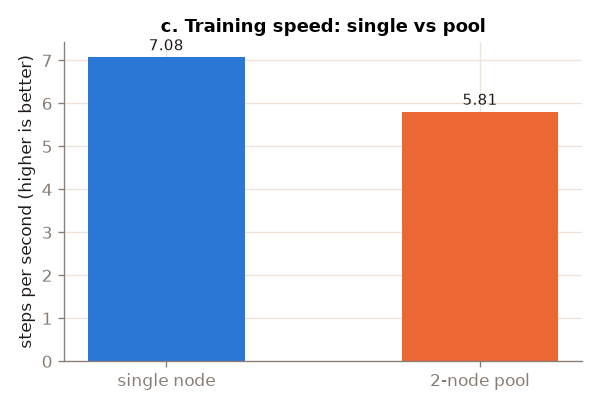 c. Training speed: single vs pool
steps per second (higher is better)
7
6
5
4
3
2
1
0
7.08
5.81
single node
2-node pool